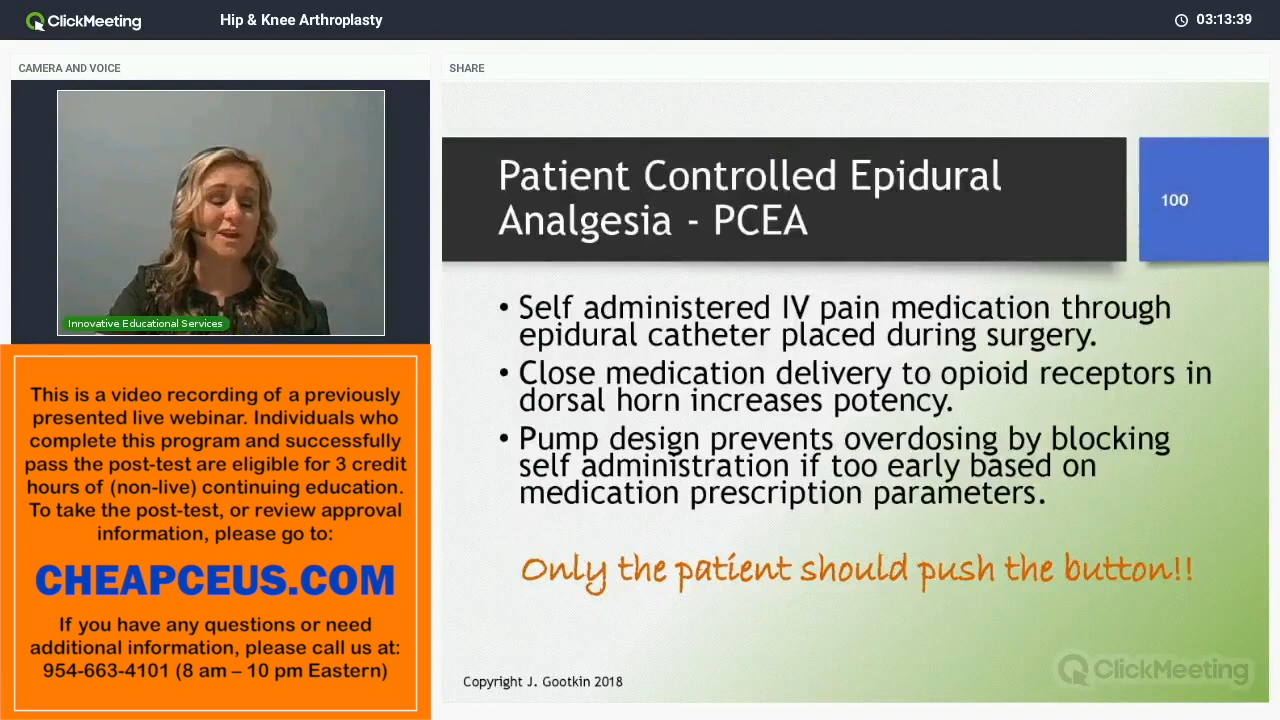 ClickMeeting
Hip & Knee Arthroplasty
03:13:39
CAMERA AND VOICE
Innovative Educational Services
This is a video recording of a previously
presented live webinar. Individuals who
complete this program and successfully
pass the post-test are eligible for 3 credit
hours of (non-live) continuing education.
To take the post-test, or review approval
information, please go to:
CHEAPCEUS.COM
If you have any questions or need
additional information, please call us at:
954-663-4101 (8 am – 10 pm Eastern)
SHARE
Patient Controlled Epidural
Analgesia - PCEA
100
• Self administered IV pain medication through
epidural catheter placed during surgery.
• Close medication delivery to opioid receptors in
dorsal horn increases potency.
• Pump design prevents overdosing by blocking
self administration if too early based on
medication prescription parameters.
Only the patient should push the button!!
Copyright J. Gootkin 2018
ClickMeeting